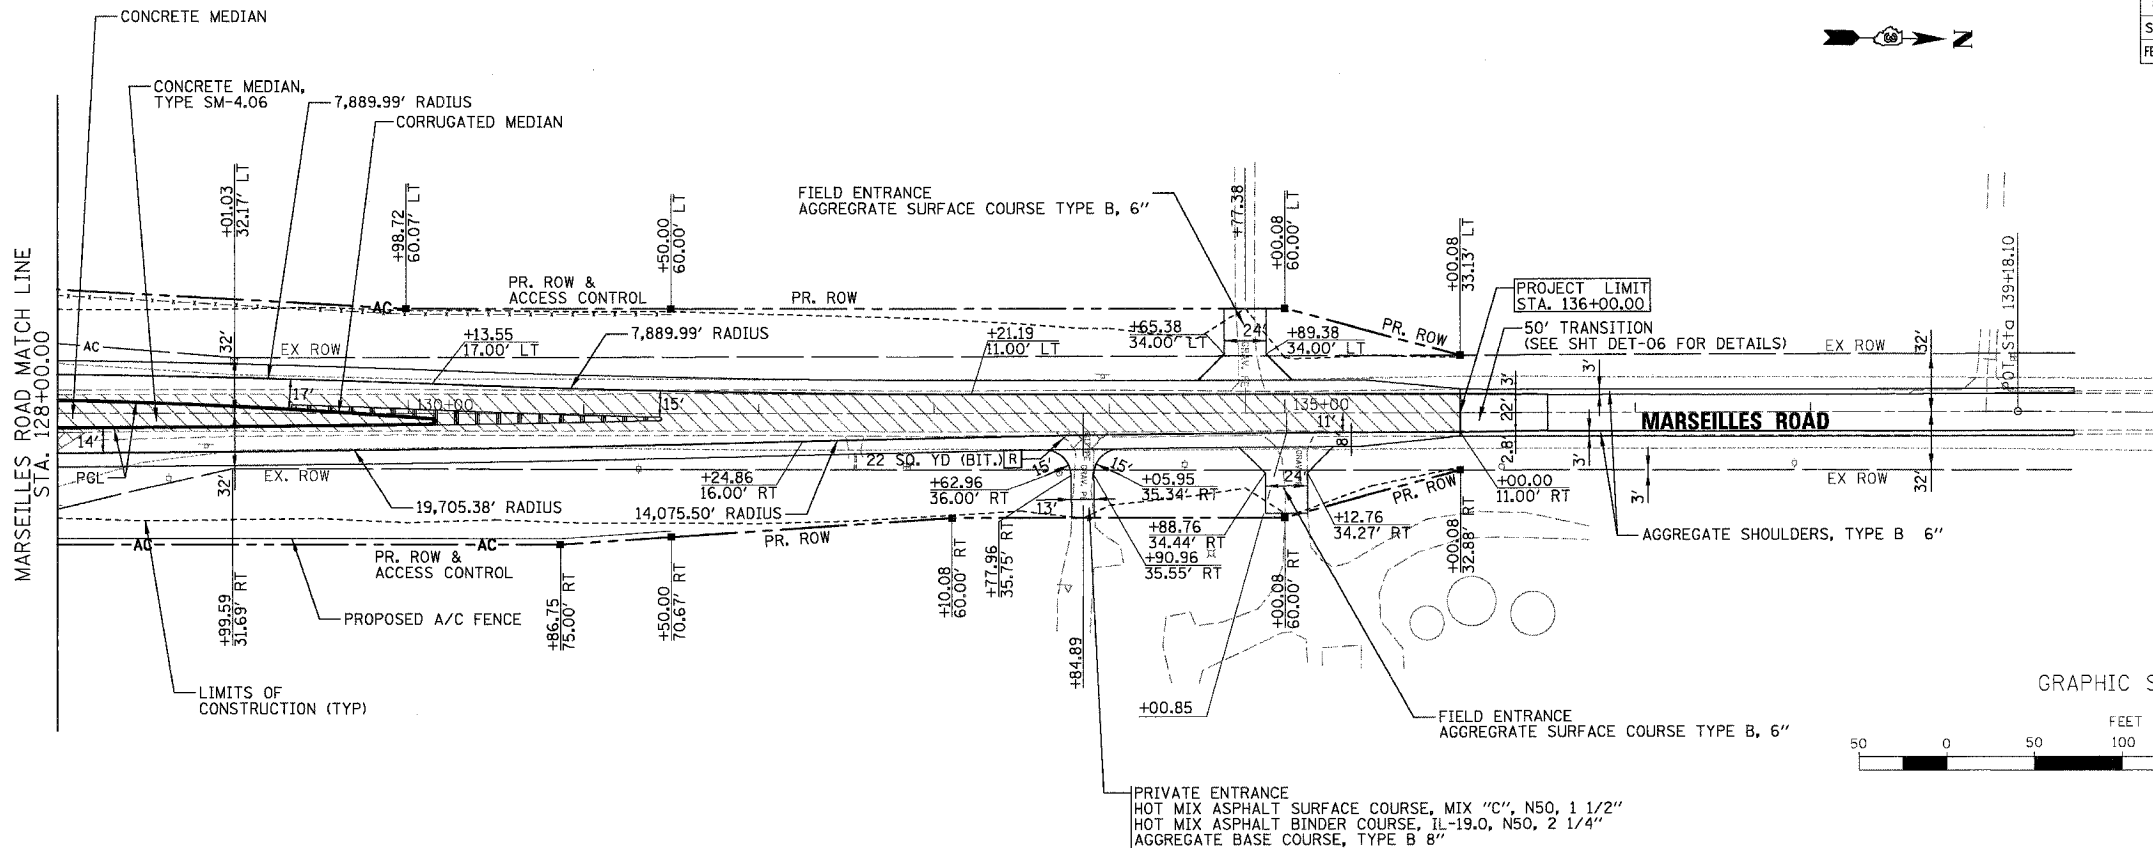 CONCRETE MEDIAN
CONCRETE MEDIAN,
TYPE SM-4.06
7,889.99' RADIUS
CORRUGATED MEDIAN
N
S
FE
MARSEILLES ROAD MATCH LINE
STA. 128+00.00
+01.03
32.17' LT
+98.72
60.07' LT
+50.00
60.00' LT
FIELD ENTRANCE
AGGREGRATE SURFACE COURSE TYPE B, 6"
+77.38
+00.08
60.00' LT
+00.08
33.13' LT
PROJECT LIMIT
STA. 136+00.00
50' TRANSITION
(SEE SHT DET-06 FOR DETAILS)
POT Sta 139+18.10
AC
PR. ROW &
ACCESS CONTROL
PR. ROW
AC
32'
EX ROW
+13.55
17.00' LT
7,889.99' RADIUS
+21.19
11.00' LT
+65.38
34.00' LT
24'
+89.38
34.00' LT
PR. ROW
EX ROW
32'
17'
130+00
15'
135+00
11'
8'
3'
22'
2.8'
3'
3'
MARSEILLES ROAD
14'
PGL
32'
EX. ROW
19,705.38' RADIUS
+24.86
16.00' RT
14,075.50' RADIUS
22 SQ. YD (BIT.) R
15'
15'
+62.96
36.00' RT
+05.95
35.34' RT
13'
24'
PR. ROW
+00.00
11.00' RT
3'
EX ROW
32'
AC
AC
PR. ROW &
ACCESS CONTROL
PR. ROW
+88.76
34.44' RT
+90.96
35.55' RT
+12.76
34.27' RT
AGGREGATE SHOULDERS, TYPE B 6"
+99.59
31.69' RT
PROPOSED A/C FENCE
+86.75
75.00' RT
+50.00
70.67' RT
+10.08
60.00' RT
+77.96
35.75' RT
+00.08
60.00' RT
+00.08
32.88' RT
+84.89
+00.85
LIMITS OF
CONSTRUCTION (TYP)
FIELD ENTRANCE
AGGREGRATE SURFACE COURSE TYPE B, 6"
GRAPHIC S
FEET
50 0 50 100
PRIVATE ENTRANCE
HOT MIX ASPHALT SURFACE COURSE, MIX "C", N50, 1 1/2"
HOT MIX ASPHALT BINDER COURSE, IL-19.0, N50, 2 1/4"
AGGREGATE BASE COURSE, TYPE B 8"